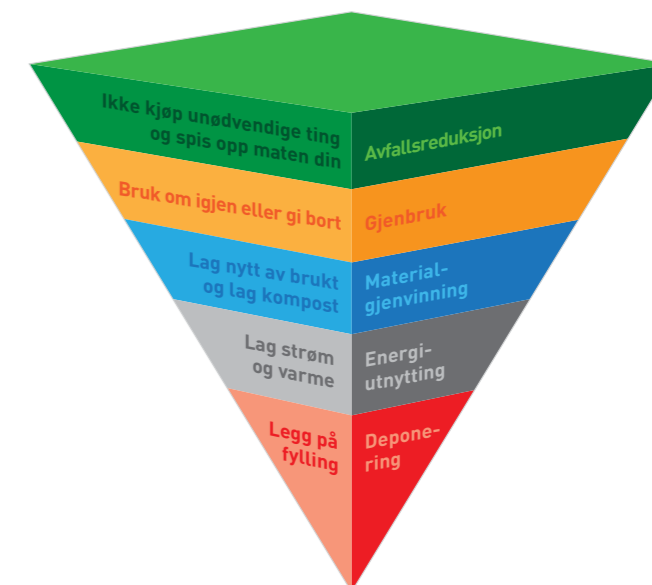 Ikke kjøp unødvendige ting
og spis opp maten din
Avfallsreduksjon
Bruk om igjen eller gi bort
Gjenbruk
Lag nytt av brukt
og lag kompost
Material-
gjenvinning
Lag strøm
og varme
Energi-
utnytting
Legg på
fylling
Depone-
ring